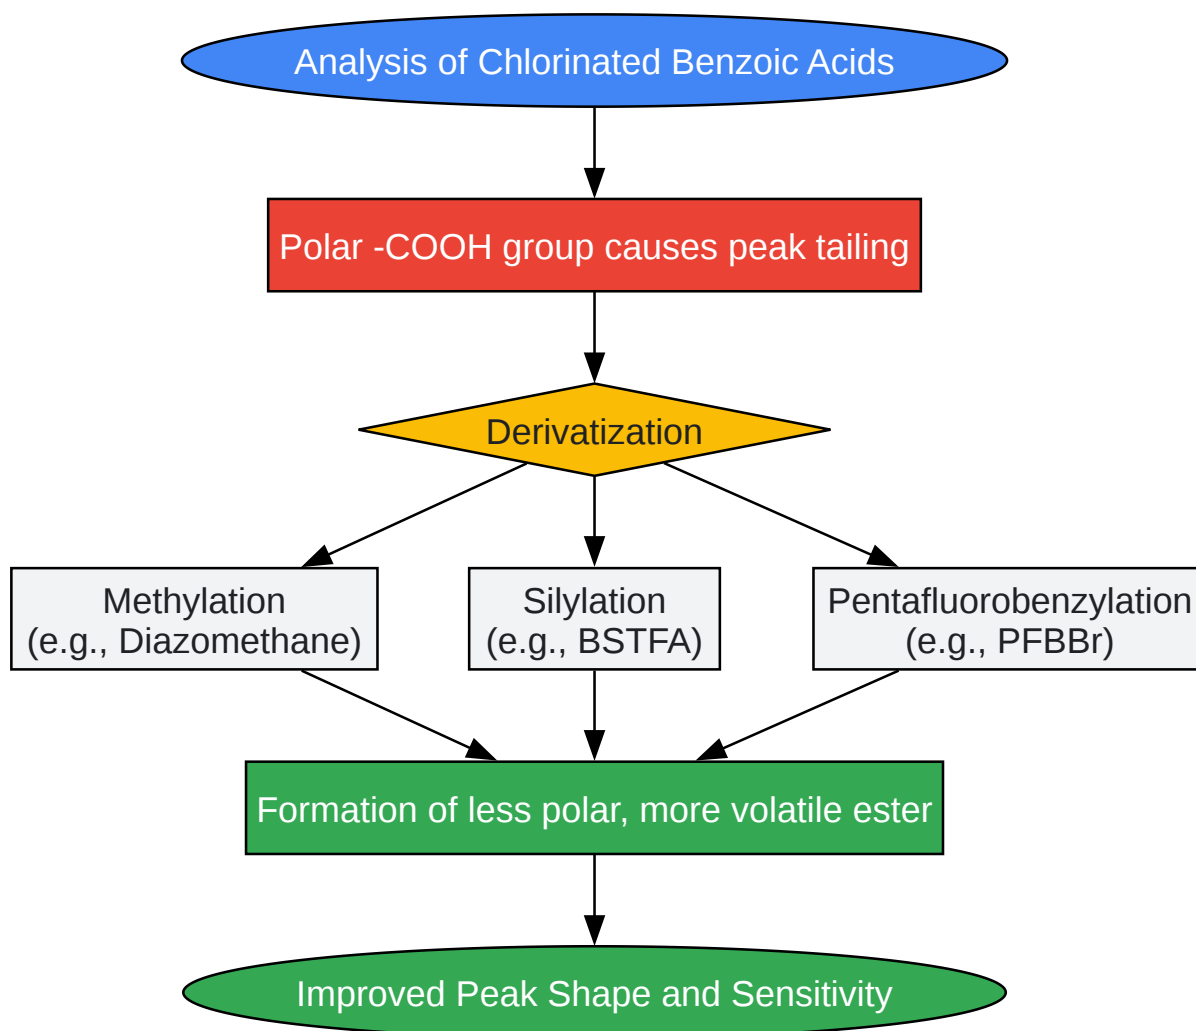 Analysis of Chlorinated Benzoic Acids
Polar -COOH group causes peak tailing
Derivatization
Methylation
(e.g., Diazomethane)
Silylation
(e.g., BSTFA)
Pentafluorobenzylation
(e.g., PFBBr)
Formation of less polar, more volatile ester
Improved Peak Shape and Sensitivity